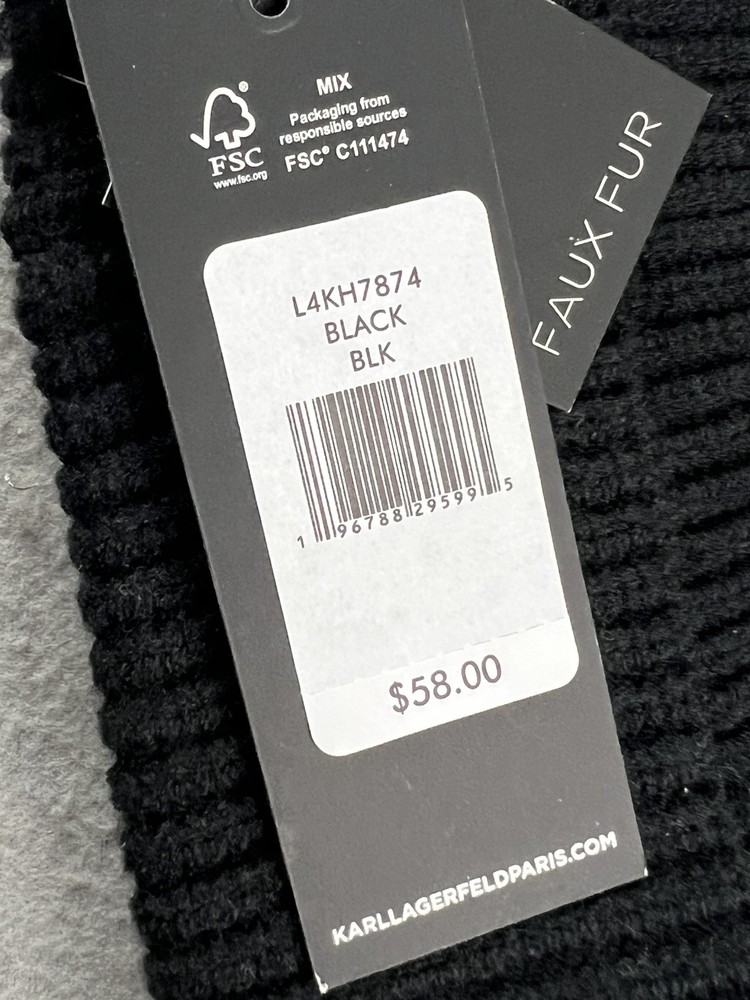 MIX
Packaging from
responsible sources
FSC® C111474
®
FSC
www.fsc.org
FAUX FUR
L4KH7874
BLACK
BLK
1 96788 29599 5
$58.00
KARLLAGERFELDPARIS.COM